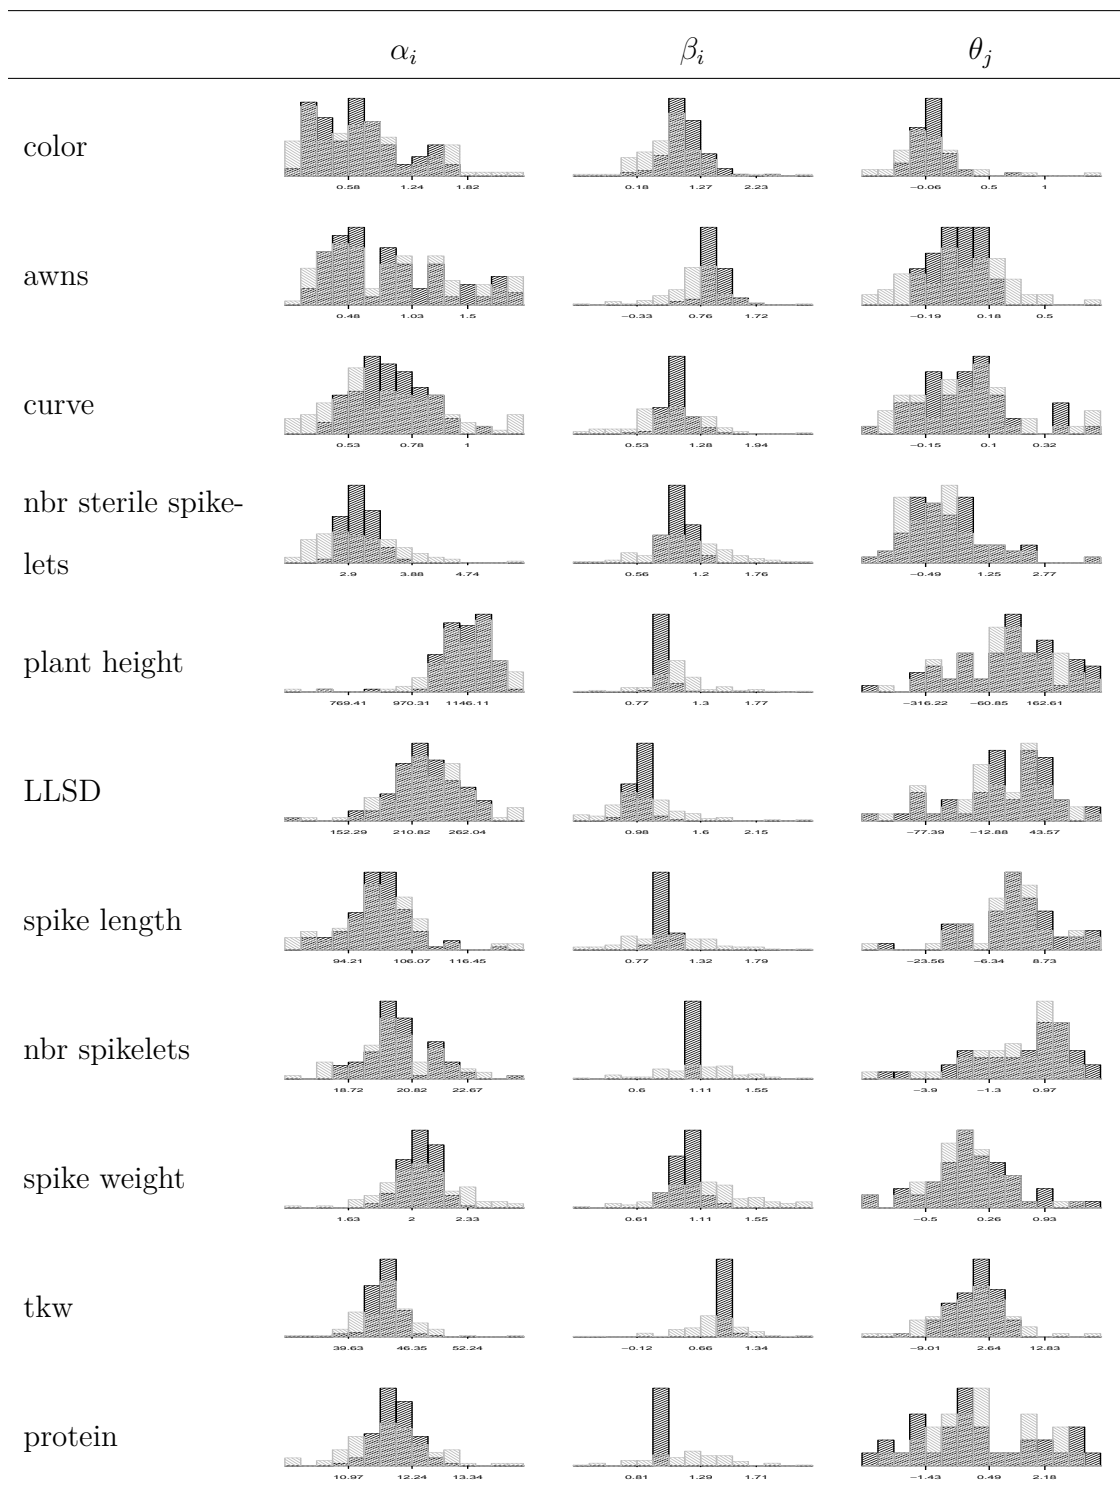 αi βi θj
color
0.58 1.24 1.82 0.18 1.27 2.23 −0.06 0.5 1
awns
0.48 1.03 1.5 −0.33 0.76 1.72 −0.19 0.18 0.5
curve
0.53 0.78 1 0.53 1.28 1.94 −0.15 0.1 0.32
nbr sterile spike-
lets
2.9 3.88 4.74 0.56 1.2 1.76 −0.49 1.25 2.77
plant height
769.41 970.31 1146.11 0.77 1.3 1.77 −316.22 −60.85 162.61
LLSD
152.29 210.82 262.04 0.98 1.6 2.15 −77.39 −12.88 43.57
spike length
94.21 106.07 116.45 0.77 1.32 1.79 −23.56 −6.34 8.73
nbr spikelets
18.72 20.82 22.67 0.6 1.11 1.55 −3.9 −1.3 0.97
spike weight
1.63 2 2.33 0.61 1.11 1.55 −0.5 0.26 0.93
tkw
39.63 46.35 52.24 −0.12 0.66 1.34 −9.01 2.64 12.83
protein
10.97 12.24 13.34 0.81 1.29 1.71 −1.43 0.49 2.18